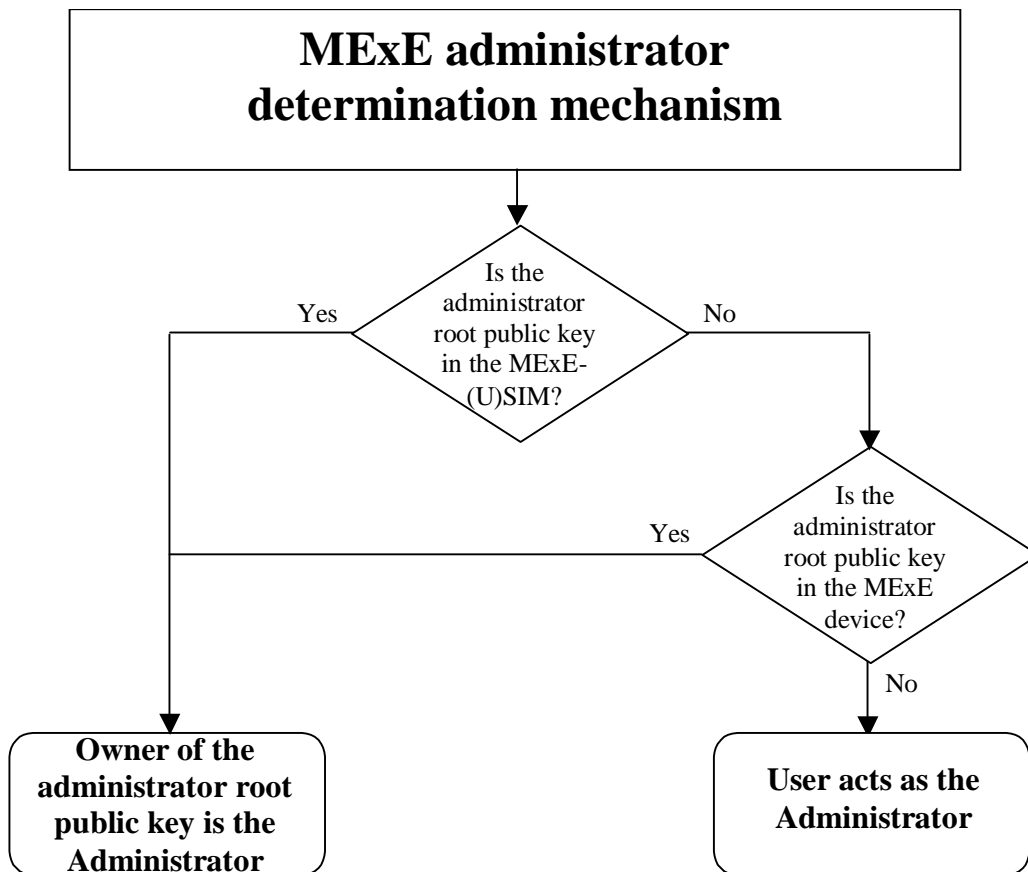 MExE administrator
determination mechanism
Is the
administrator
root public key
in the MExE-
(U)SIM?
Yes
No
Is the
administrator
root public key
in the MExE
device?
Yes
No
Owner of the
administrator root
public key is the
Administrator
User acts as the
Administrator